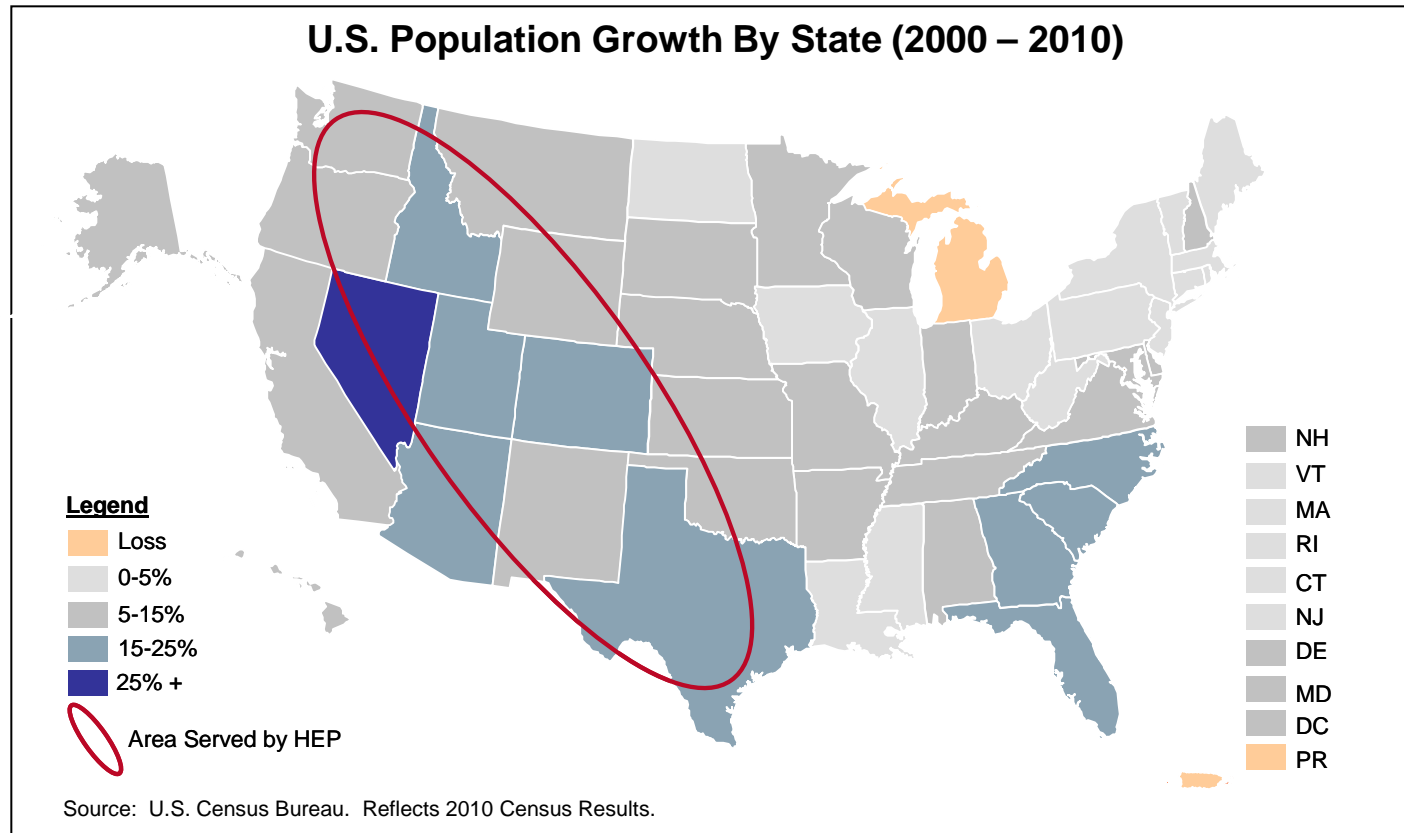 U.S. Population Growth By State (2000 – 2010)
Legend
Loss
0-5%
5-15%
15-25%
25% +
Area Served by HEP
NH
VT
MA
RI
CT
NJ
DE
MD
DC
PR
Source: U.S. Census Bureau. Reflects 2010 Census Results.